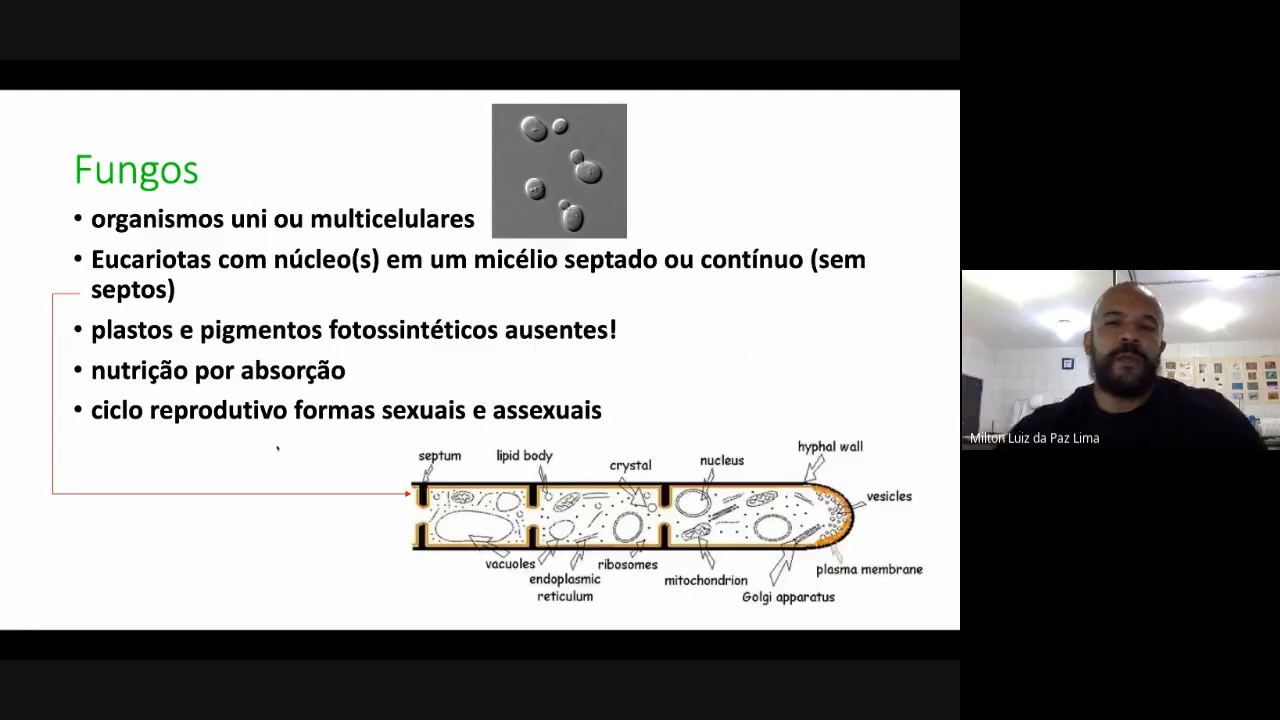 Fungos
• organismos uni ou multicelulares
• Eucariotas com núcleo(s) em um micélio septado ou contínuo (sem
septos)
• plastos e pigmentos fotossintéticos ausentes!
• nutrição por absorção
• ciclo reprodutivo formas sexuais e assexuais
septum
lipid body
crystal
nucleus
hyphal wall
vesicles
vacuoles
endoplasmic
reticulum
ribosomes
mitochondrion
Golgi apparatus
plasma membrane
Milton Luiz da Paz Lima